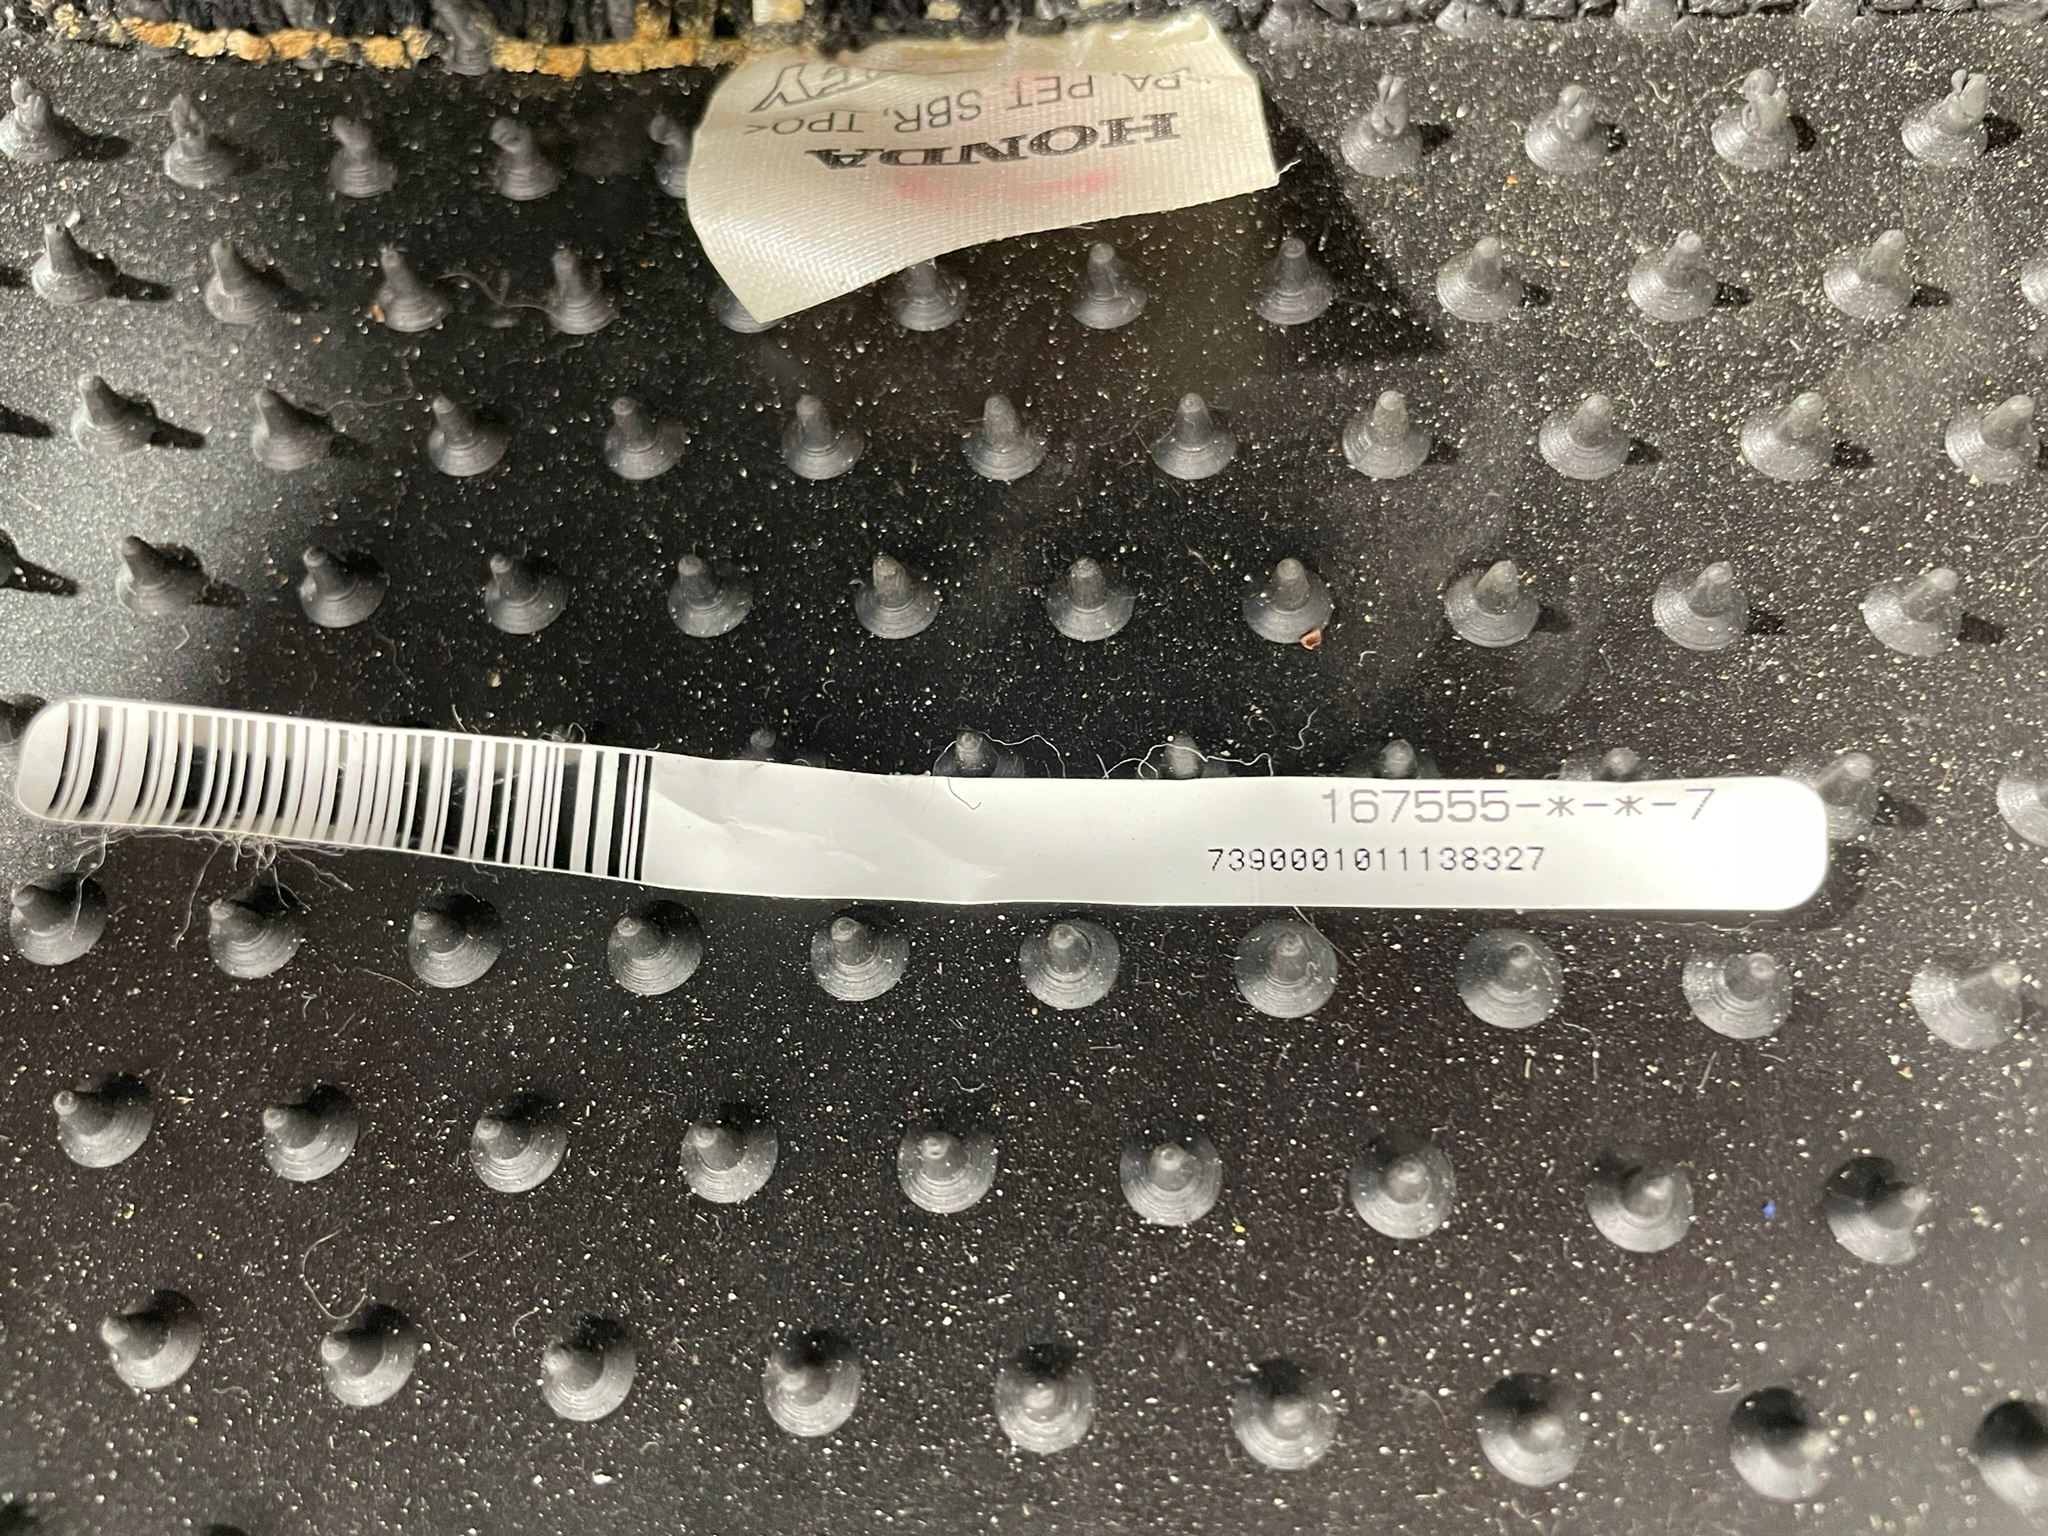 HONDA
>PA, PET, SBR, TPO<
167555-*-*-7
7390001011138327